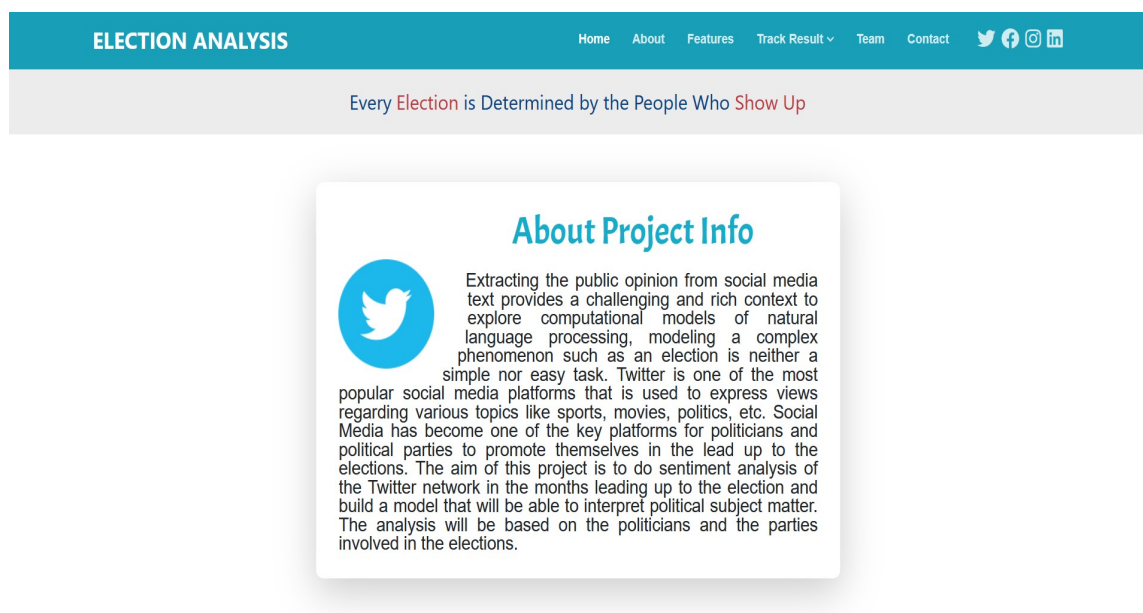 ELECTION ANALYSIS
Home About Features Track Result Team Contact
Every Election is Determined by the People Who Show Up
About Project Info
Extracting the public opinion from social media
text provides a challenging and rich context to
explore computational models of natural
language processing, modeling a complex
phenomenon such as an election is neither a
simple nor easy task. Twitter is one of the most
popular social media platforms that is used to express views
regarding various topics like sports, movies, politics, etc. Social
Media has become one of the key platforms for politicians and
political parties to promote themselves in the lead up to the
elections. The aim of this project is to do sentiment analysis of
the Twitter network in the months leading up to the election and
build a model that will be able to interpret political subject matter.
The analysis will be based on the politicians and the parties
involved in the elections.